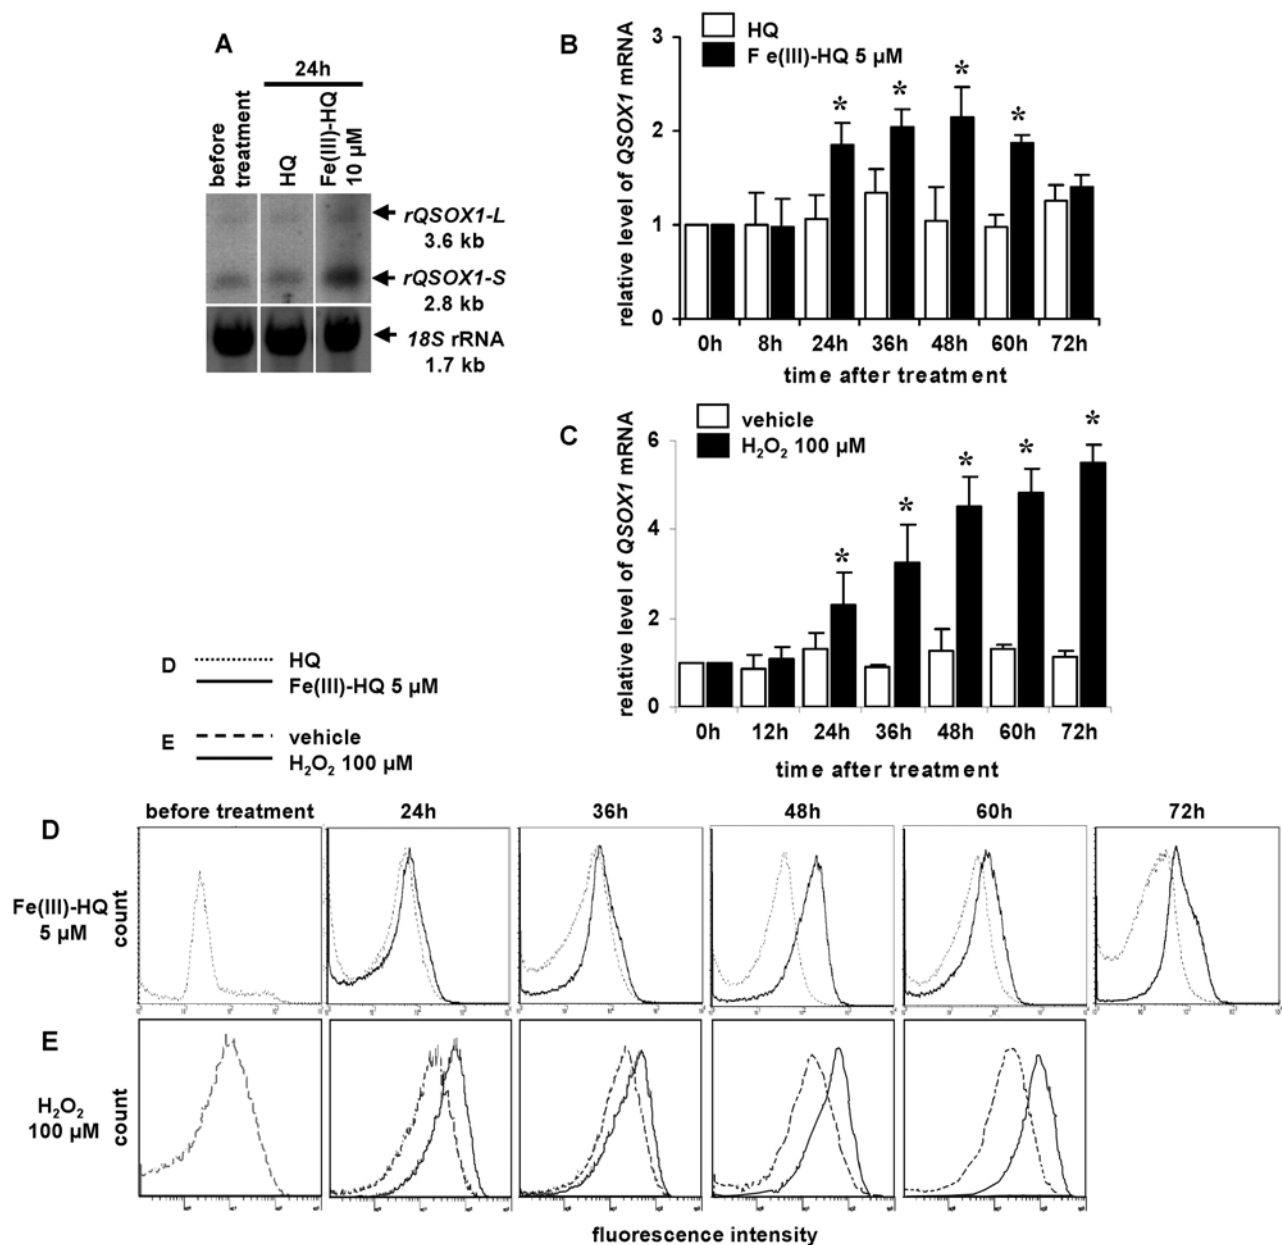 A
24h
before
treatment
HQ
Fe(III)-HQ
10 µM
rQSOX1-L
3.6 kb
rQSOX1-S
2.8 kb
18S rRNA
1.7 kb
B
HQ
F e(III)-HQ 5 µM
relative level of QSOX1 mRNA
3
2
1
0
0h 8h 24h 36h 48h 60h 72h
* * * *
time after treatment
C
vehicle
H₂O₂ 100 µM
relative level of QSOX1 mRNA
6
4
2
0
0h 12h 24h 36h 48h 60h 72h
* * * * *
time after treatment
D HQ
Fe(III)-HQ 5 µM
E vehicle
H₂O₂ 100 µM
before treatment 24h 36h 48h 60h 72h
D
Fe(III)-HQ
5 µM
count
E
H₂O₂
100 µM
count
fluorescence intensity